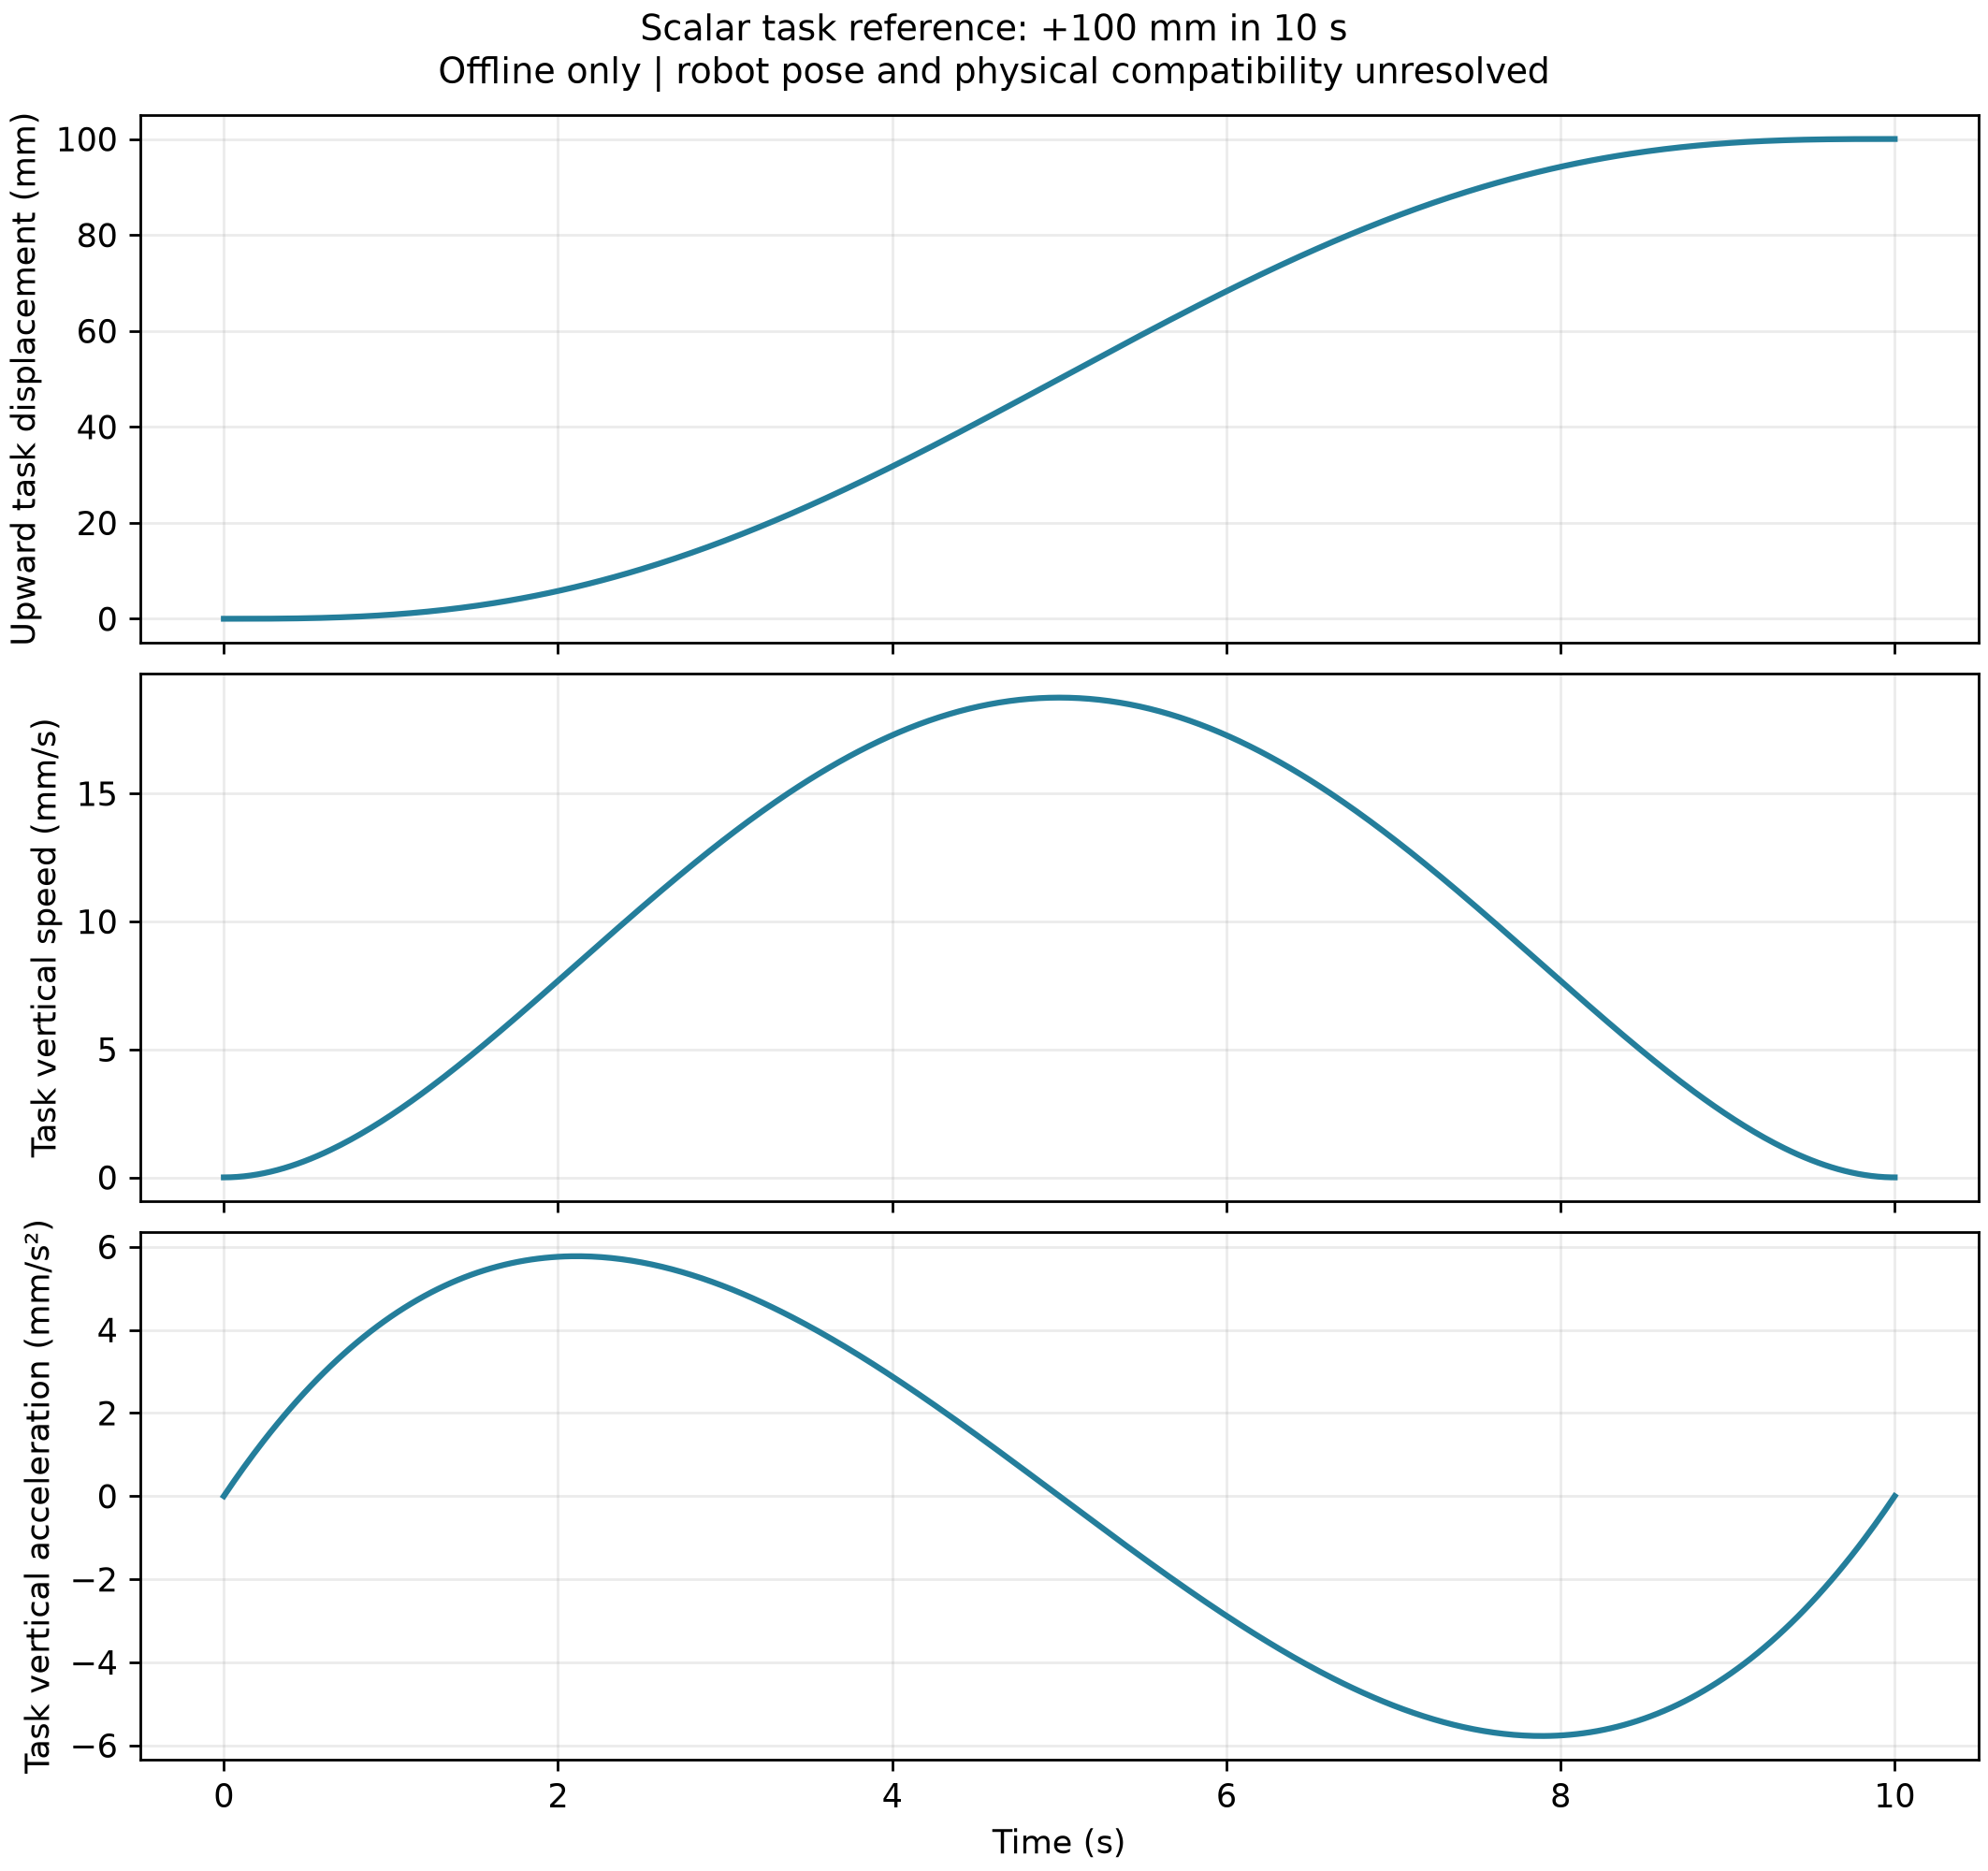 Scalar task reference: +100 mm in 10 s
Offline only | robot pose and physical compatibility unresolved
Upward task displacement (mm)
100
80
60
40
20
0
Task vertical speed (mm/s)
15
10
5
0
Task vertical acceleration (mm/s²)
6
4
2
0
−2
−4
−6
0 2 4 6 8 10
Time (s)